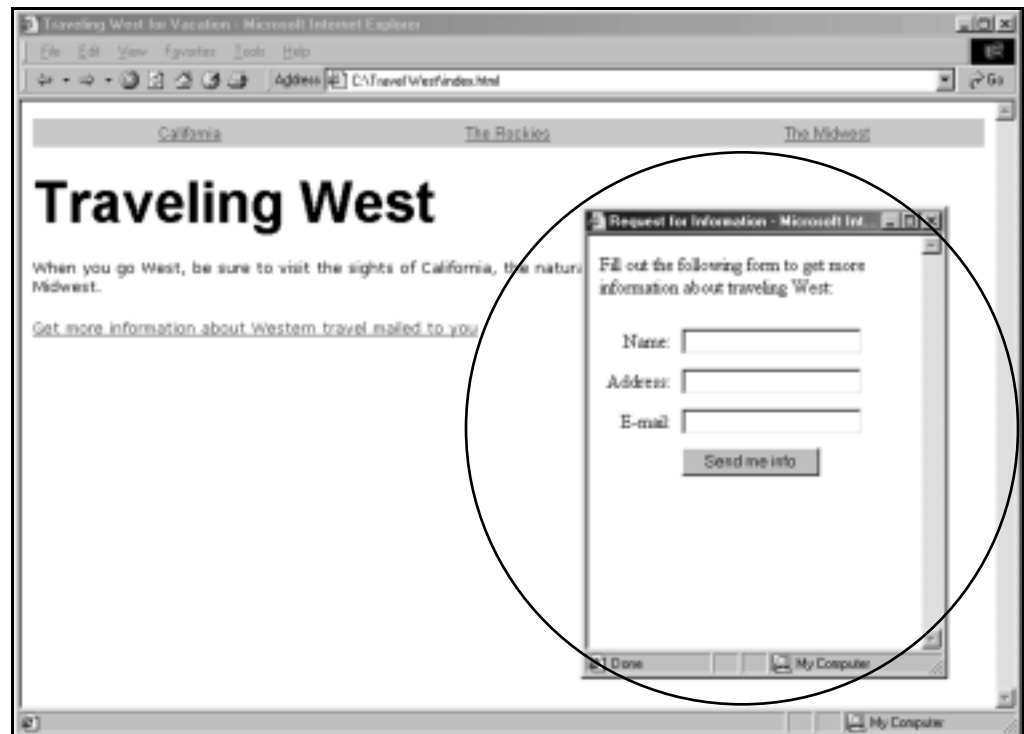 Traveling West for Vacation - Microsoft Internet Explorer
File Edit View Favorites Tools Help
Address C:\Travel West\index.html Go
California The Rockies The Midwest
Traveling West
When you go West, be sure to visit the sights of California, the natura
Midwest.
Get more information about Western travel mailed to you
Request for Information - Microsoft Int...
Fill out the following form to get more
information about traveling West:
Name:
Address:
E-mail:
Send me info
Done My Computer
My Computer